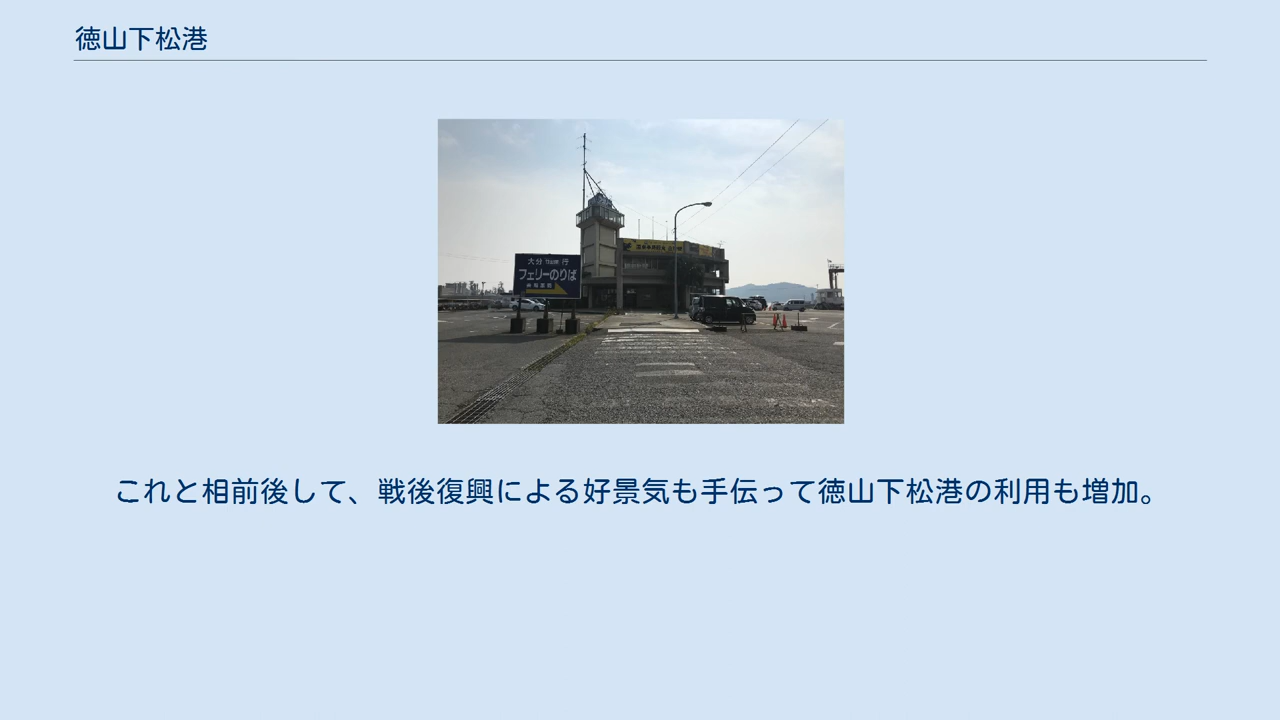 徳山下松港
大分 行
フェリーのりば
これと相前後して、戦後復興による好景気も手伝って徳山下松港の利用も増加。